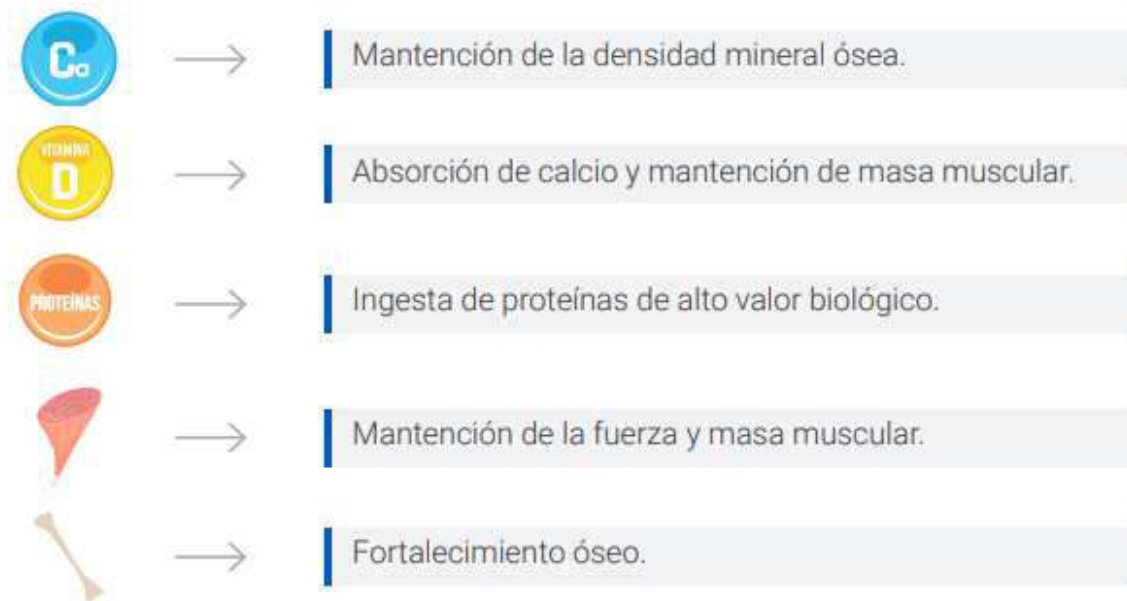 Ca
Mantención de la densidad mineral ósea.
VITAMINA
D
Absorción de calcio y mantención de masa muscular.
PROTEÍNAS
Ingesta de proteínas de alto valor biológico.
Mantención de la fuerza y masa muscular.
Fortalecimiento óseo.